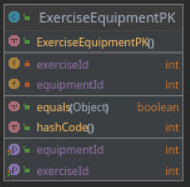 ExerciseEquipmentPK
ExerciseEquipmentPK()
exerciseId int
equipmentId int
equals(Object) boolean
hashCode() int
equipmentId int
exerciseId int